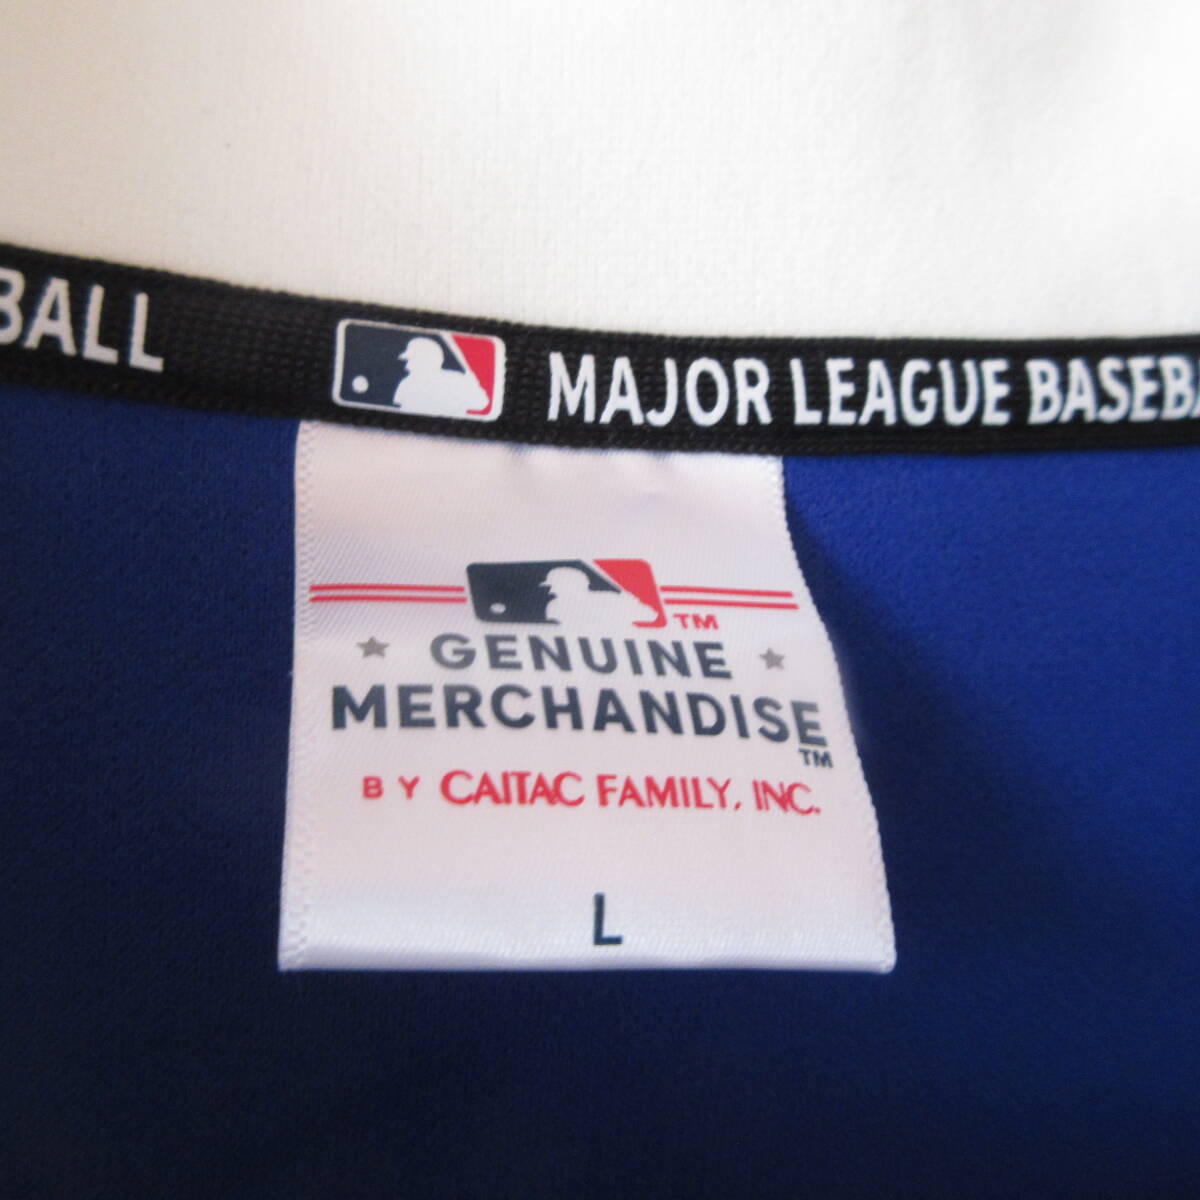 BALL MAJOR LEAGUE BASEBA
TM
GENUINE
MERCHANDISE
TM
BY CAITAC FAMILY, INC.
L